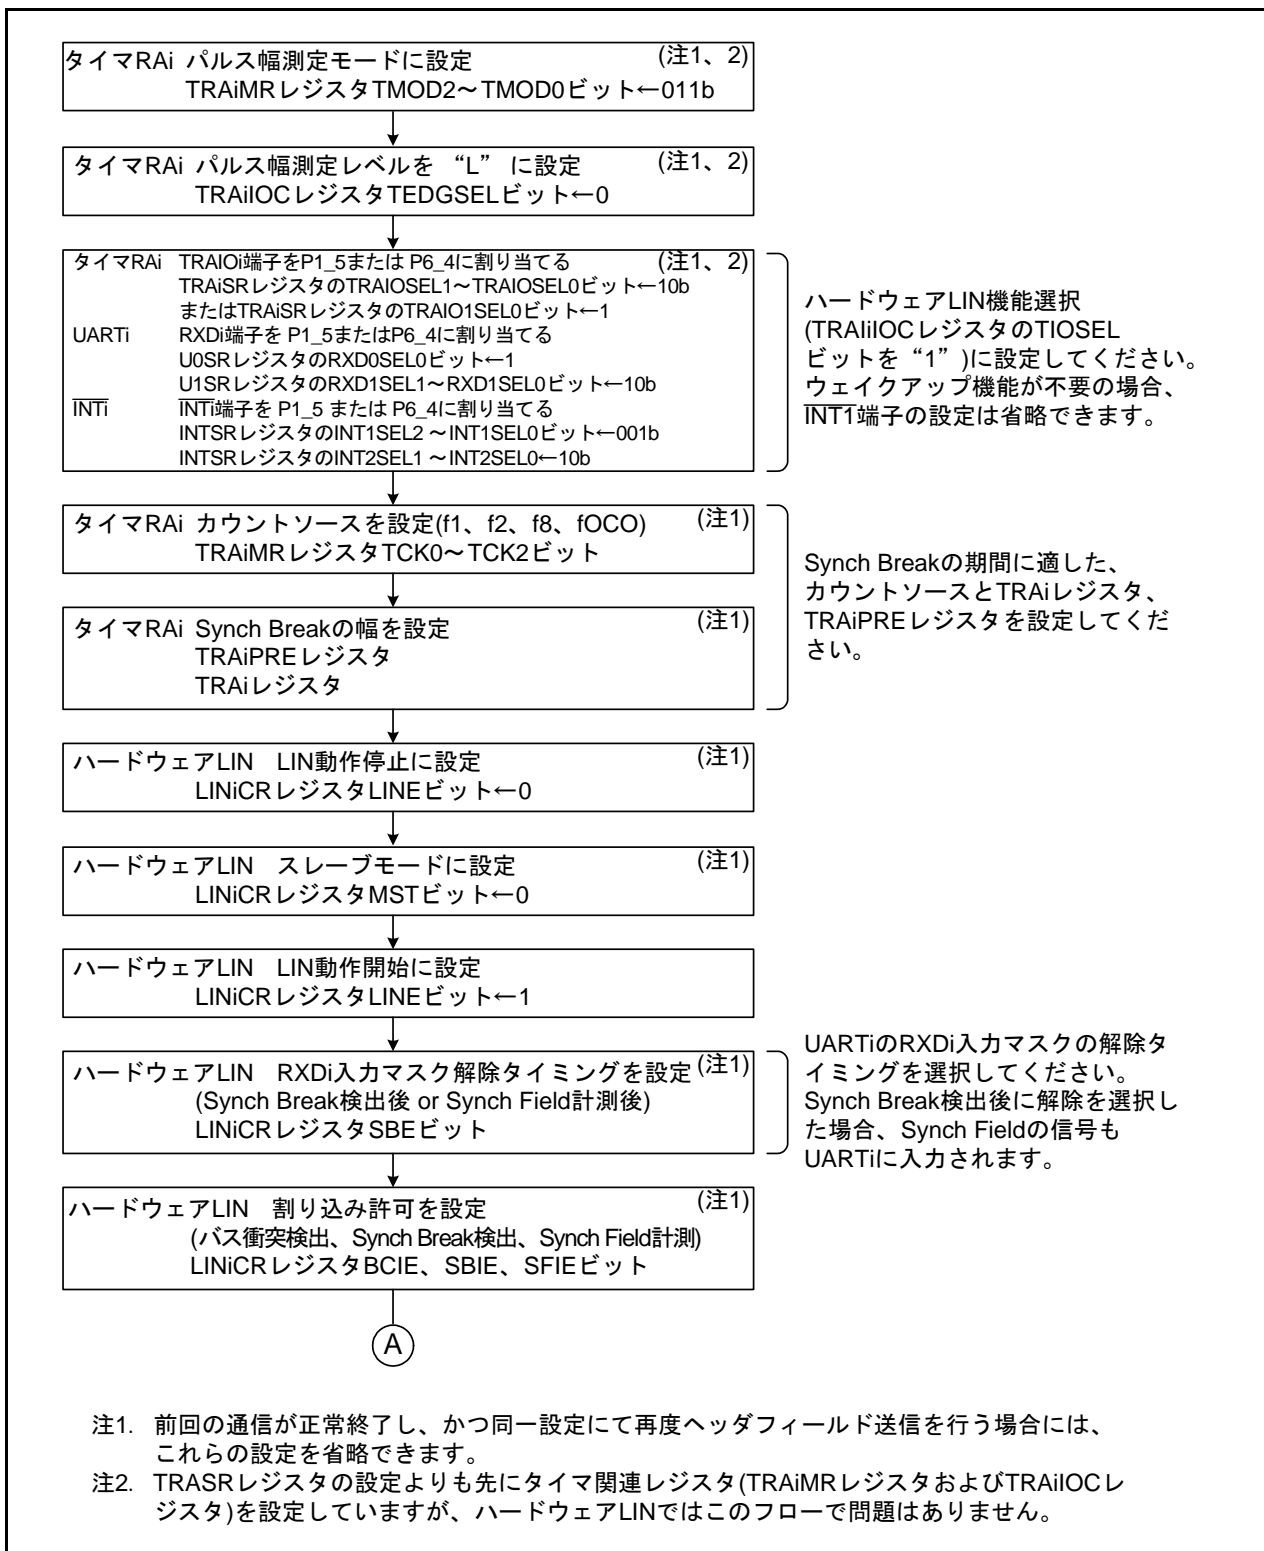 タイマRAi パルス幅測定モードに設定 (注1、2)
TRAiMRレジスタTMOD2～TMOD0ビット←011b
タイマRAi パルス幅測定レベルを “L” に設定 (注1、2)
TRAiIOCレジスタTEDGSELビット←0
タイマRAi TRAIOi端子をP1_5または P6_4に割り当てる (注1、2)
TRAiSRレジスタのTRAIOSEL1～TRAIOSEL0ビット←10b
またはTRAiSRレジスタのTRAIO1SEL0ビット←1
UARTi RXDi端子を P1_5またはP6_4に割り当てる
U0SRレジスタのRXD0SEL0ビット←1
U1SRレジスタのRXD1SEL1～RXD1SEL0ビット←10b
INTi INTi端子を P1_5 または P6_4に割り当てる
INTSRレジスタのINT1SEL2 ～INT1SEL0ビット←001b
INTSRレジスタのINT2SEL1 ～INT2SEL0←10b
ハードウェアLIN機能選択
(TRAIiIOCレジスタのTIOSEL
ビットを“1”)に設定してください。
ウェイクアップ機能が不要の場合、
INT1端子の設定は省略できます。
タイマRAi カウントソースを設定(f1、f2、f8、fOCO) (注1)
TRAiMRレジスタTCK0～TCK2ビット
タイマRAi Synch Breakの幅を設定 (注1)
TRAiPREレジスタ
TRAiレジスタ
Synch Breakの期間に適した、
カウントソースとTRAiレジスタ、
TRAiPREレジスタを設定してくだ
さい。
ハードウェアLIN LIN動作停止に設定 (注1)
LINiCRレジスタLINEビット←0
ハードウェアLIN スレーブモードに設定 (注1)
LINiCRレジスタMSTビット←0
ハードウェアLIN LIN動作開始に設定
LINiCRレジスタLINEビット←1
ハードウェアLIN RXDi入力マスク解除タイミングを設定 (注1)
(Synch Break検出後 or Synch Field計測後)
LINiCRレジスタSBEビット
UARTiのRXDi入力マスクの解除タ
イミングを選択してください。
Synch Break検出後に解除を選択し
た場合、Synch Fieldの信号も
UARTiに入力されます。
ハードウェアLIN 割り込み許可を設定 (注1)
(バス衝突検出、Synch Break検出、Synch Field計測)
LINiCRレジスタBCIE、SBIE、SFIEビット
A
注1. 前回の通信が正常終了し、かつ同一設定にて再度ヘッダフィールド送信を行う場合には、
これらの設定を省略できます。
注2. TRASRレジスタの設定よりも先にタイマ関連レジスタ(TRAiMRレジスタおよびTRAiIOCレ
ジスタ)を設定していますが、ハードウェアLINではこのフローで問題はありません。